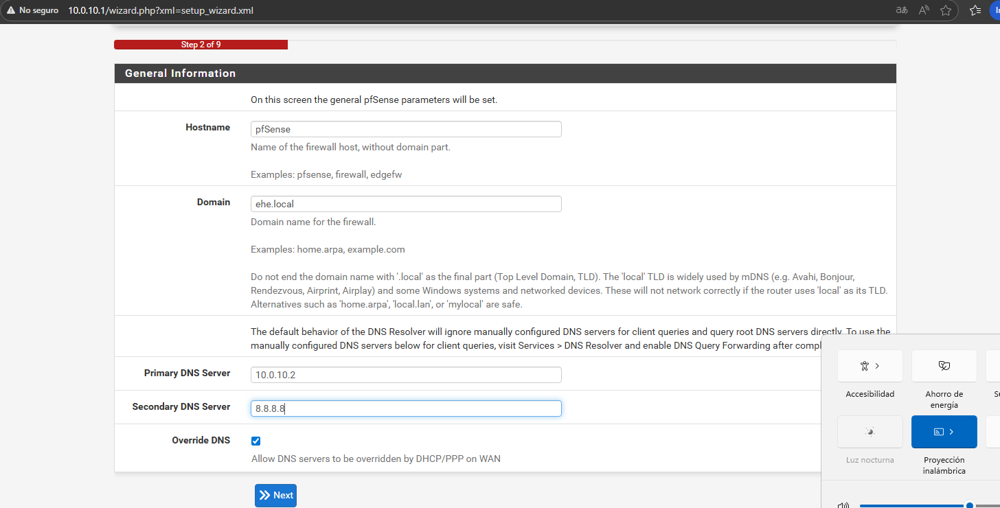 No seguro 10.0.10.1/wizard.php?xml=setup_wizard.xml
Step 2 of 9
General Information
On this screen the general pfSense parameters will be set.
Hostname
pfSense
Name of the firewall host, without domain part.
Examples: pfsense, firewall, edgefw
Domain
ehe.local
Domain name for the firewall.
Examples: home.arpa, example.com
Do not end the domain name with '.local' as the final part (Top Level Domain, TLD). The 'local' TLD is widely used by mDNS (e.g. Avahi, Bonjour,
Rendezvous, Airprint, Airplay) and some Windows systems and networked devices. These will not network correctly if the router uses 'local' as its TLD.
Alternatives such as 'home.arpa', 'local.lan', or 'mylocal' are safe.
The default behavior of the DNS Resolver will ignore manually configured DNS servers for client queries and query root DNS servers directly. To use the
manually configured DNS servers below for client queries, visit Services > DNS Resolver and enable DNS Query Forwarding after compl
Primary DNS Server
10.0.10.2
Secondary DNS Server
8.8.8.8
Override DNS
Allow DNS servers to be overridden by DHCP/PPP on WAN
Next
Accesibilidad
Ahorro de
energía
Luz nocturna
Proyección
inalámbrica